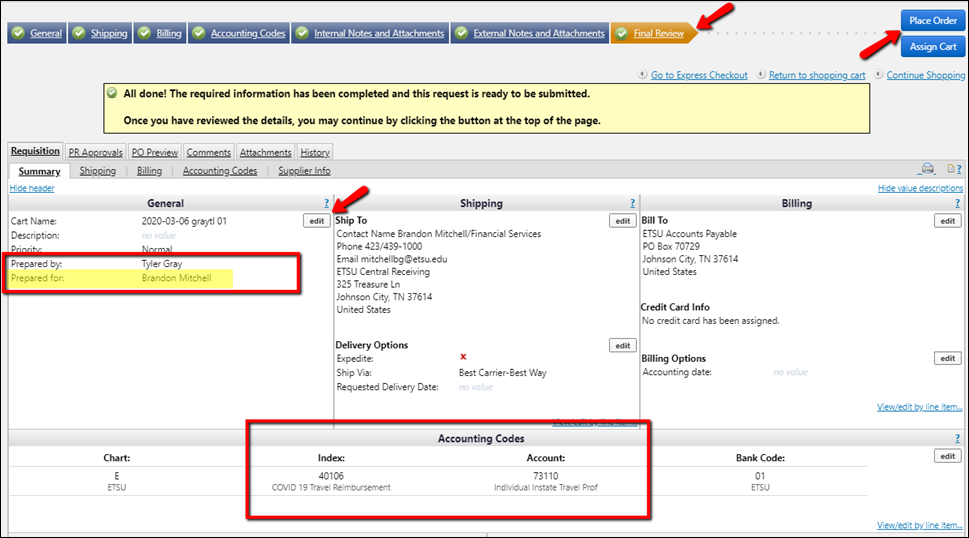 General Shipping Billing Accounting Codes Internal Notes and Attachments External Notes and Attachments Final Review
Place Order
Assign Cart
Go to Express Checkout Return to shopping cart Continue Shopping
All done! The required information has been completed and this request is ready to be submitted.
Once you have reviewed the details, you may continue by clicking the button at the top of the page.
Requisition PR Approvals PO Preview Comments Attachments History
Summary Shipping Billing Accounting Codes Supplier Info ?
Hide header Hide value descriptions
General ?
Cart Name: 2020-03-06 graytl 01 edit
Description: no value
Priority: Normal
Prepared by: Tyler Gray
Prepared for: Brandon Mitchell
Shipping ?
Ship To edit
Contact Name Brandon Mitchell/Financial Services
Phone 423/439-1000
Email mitchellbg@etsu.edu
ETSU Central Receiving
325 Treasure Ln
Johnson City, TN 37614
United States
Delivery Options edit
Expedite: x
Ship Via: Best Carrier-Best Way
Requested Delivery Date: no value
View/edit by line item...
Billing ?
Bill To edit
ETSU Accounts Payable
PO Box 70729
Johnson City, TN 37614
United States
Credit Card Info
No credit card has been assigned.
Billing Options edit
Accounting date: no value
View/edit by line item...
Accounting Codes ?
Chart: Index: Account: Bank Code: edit
E 40106 73110 01
ETSU COVID 19 Travel Reimbursement Individual Instate Travel Prof ETSU
View/edit by line item...